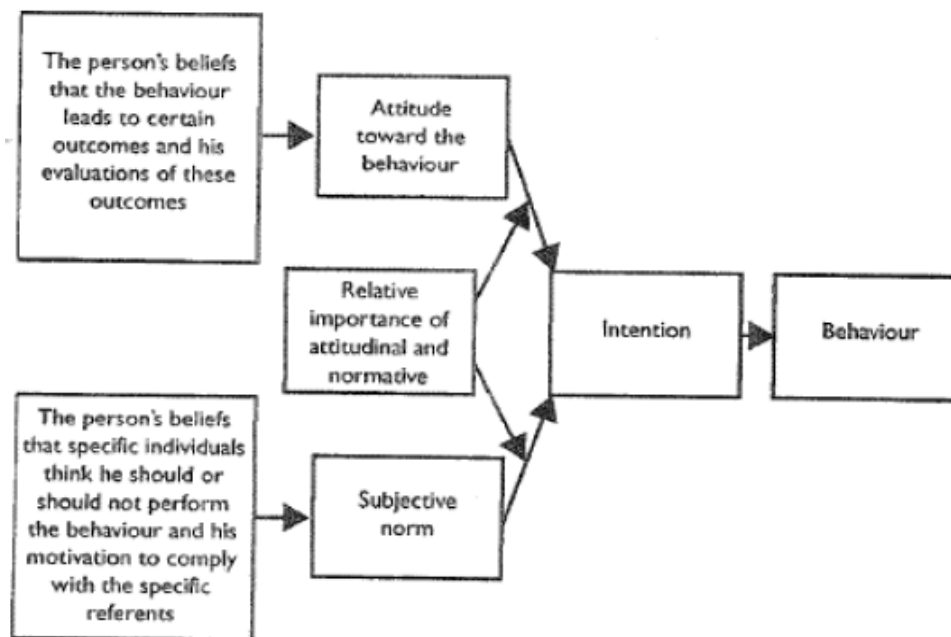 The person's beliefs
that the behaviour
leads to certain
outcomes and his
evaluations of these
outcomes
Attitude
toward the
behaviour
Relative
importance of
attitudinal and
normative
Intention
Behaviour
The person's beliefs
that specific individuals
think he should or
should not perform
the behaviour and his
motivation to comply
with the specific
referents
Subjective
norm